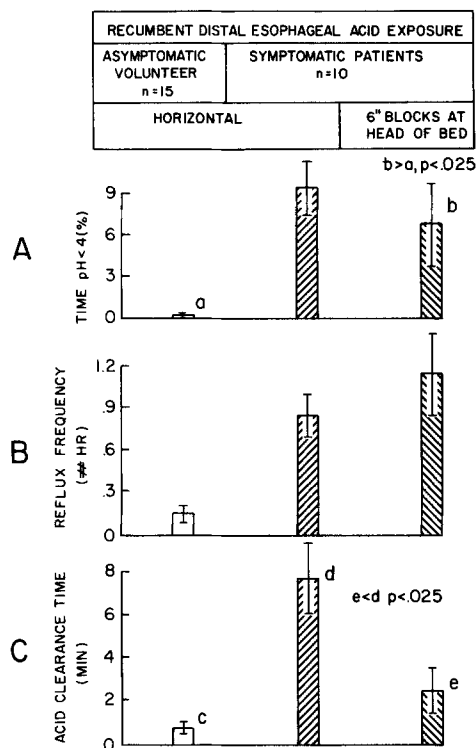 RECUMBENT DISTAL ESOPHAGEAL ACID EXPOSURE
ASYMPTOMATIC
VOLUNTEER
n=15
SYMPTOMATIC PATIENTS
n=10
HORIZONTAL
6" BLOCKS AT
HEAD OF BED
A
TIME pH<4 (%)
9
6
3
0
a
b
b>a, p<.025
B
REFLUX FREQUENCY
(# HR)
1.2
.9
.6
.3
0
C
ACID CLEARANCE TIME
(MIN)
8
6
4
2
0
c
d
e
e<d p<.025